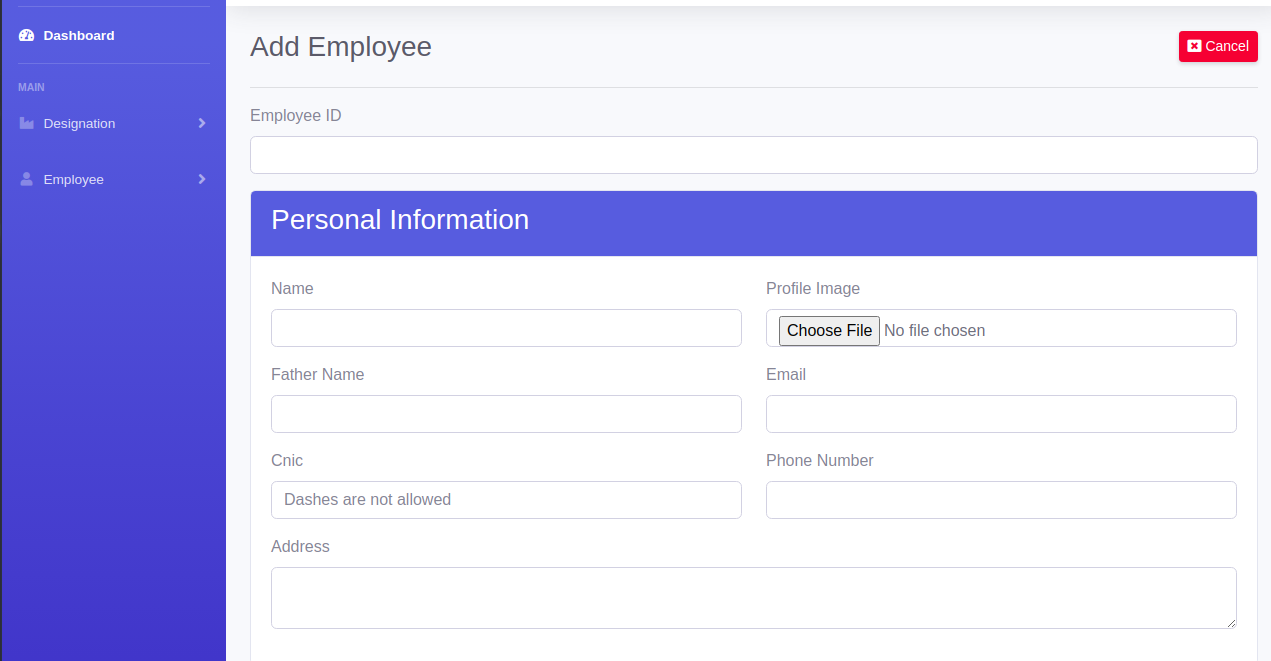 Dashboard
MAIN
Designation
Employee
Add Employee
Cancel
Employee ID
Personal Information
Name
Profile Image
Choose File No file chosen
Father Name
Email
Cnic
Phone Number
Dashes are not allowed
Address